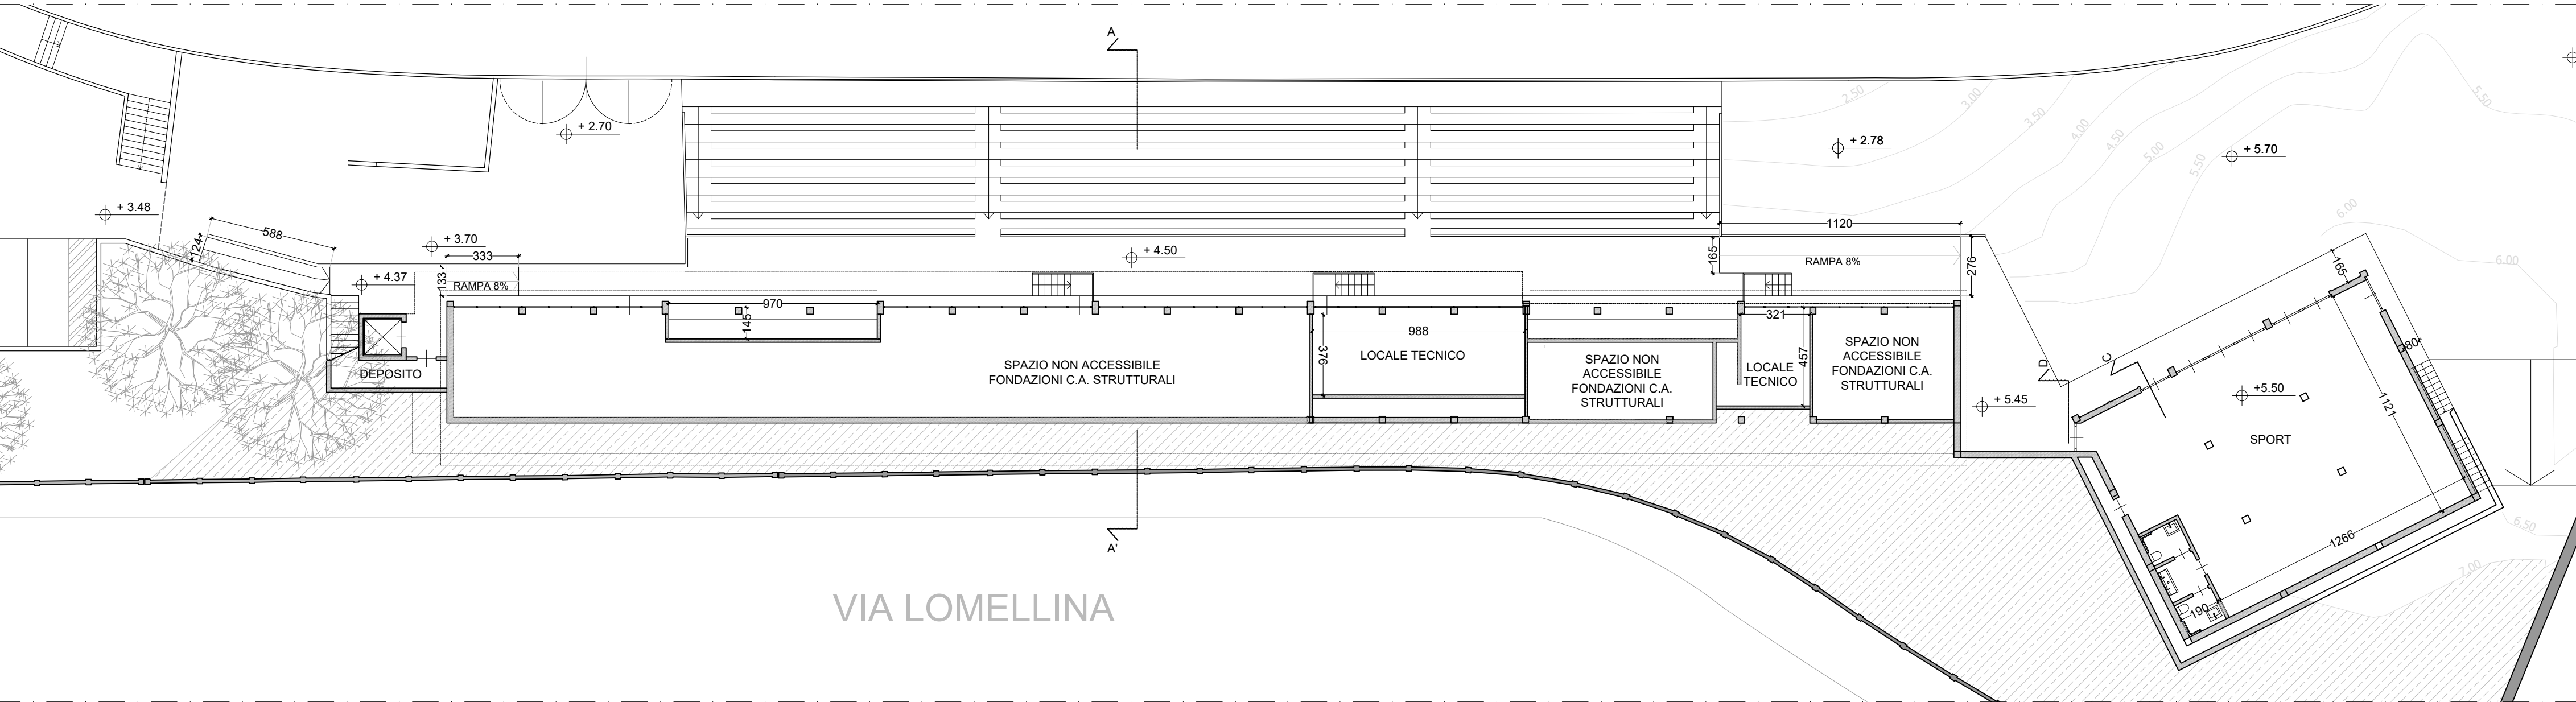 A
+ 2.70
+ 2.78
+ 5.70
+ 3.48
2.50
3.00
3.50
4.00
4.50
5.00
5.50
5.50
6.00
6.00
6.50
7.00
588
124
+ 3.70
333
133
+ 4.37
RAMPA 8%
+ 4.50
1120
165
RAMPA 8%
276
970
145
988
376
LOCALE TECNICO
321
457
LOCALE
TECNICO
SPAZIO NON
ACCESSIBILE
FONDAZIONI C.A.
STRUTTURALI
SPAZIO NON
ACCESSIBILE
FONDAZIONI C.A.
STRUTTURALI
SPAZIO NON ACCESSIBILE
FONDAZIONI C.A. STRUTTURALI
DEPOSITO
D
C
165
80
+ 5.45
+5.50
1121
SPORT
1266
190
A'
VIA LOMELLINA